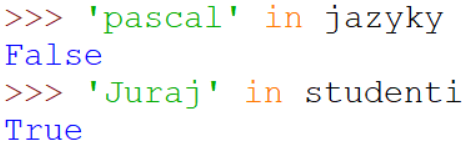 >>> 'pascal' in jazyky
False
>>> 'Juraj' in studenti
True